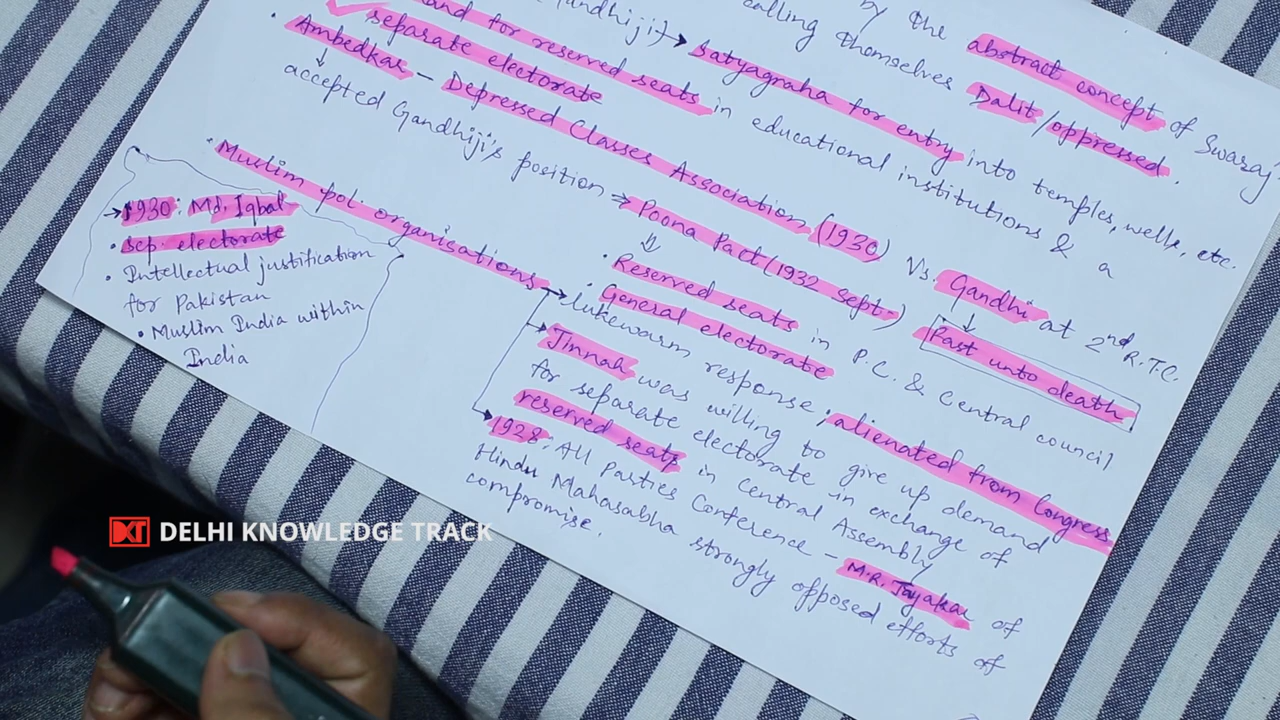 by the abstract concept of Swaraj.
calling themselves Dalit/oppressed.
Gandhiji) → Satyagraha for entry into temples, wells, etc.
and for reserved seats in educational institutions & a
separate electorate
• Ambedkar – Depressed Classes Association (1930) Vs. Gandhi at 2nd R.T.C.
accepted Gandhiji's position ⇒ Poona Pact (1932 Sept.)
Fast unto death
• Reserved seats in P.C. & Central council
• General electorate
• Muslim pol. organisations → lukewarm response, alienated from Congress
→ Jinnah was willing to give up demand
for separate electorate in exchange of
reserved seats in Central Assembly
→ 1928: All Parties Conference – M.R. Jayakar of
Hindu Mahasabha strongly opposed efforts of
compromise.
→ 1930: Md. Iqbal
• sep. electorate
• Intellectual justification
for Pakistan
• Muslim India within
India
DKT DELHI KNOWLEDGE TRACK